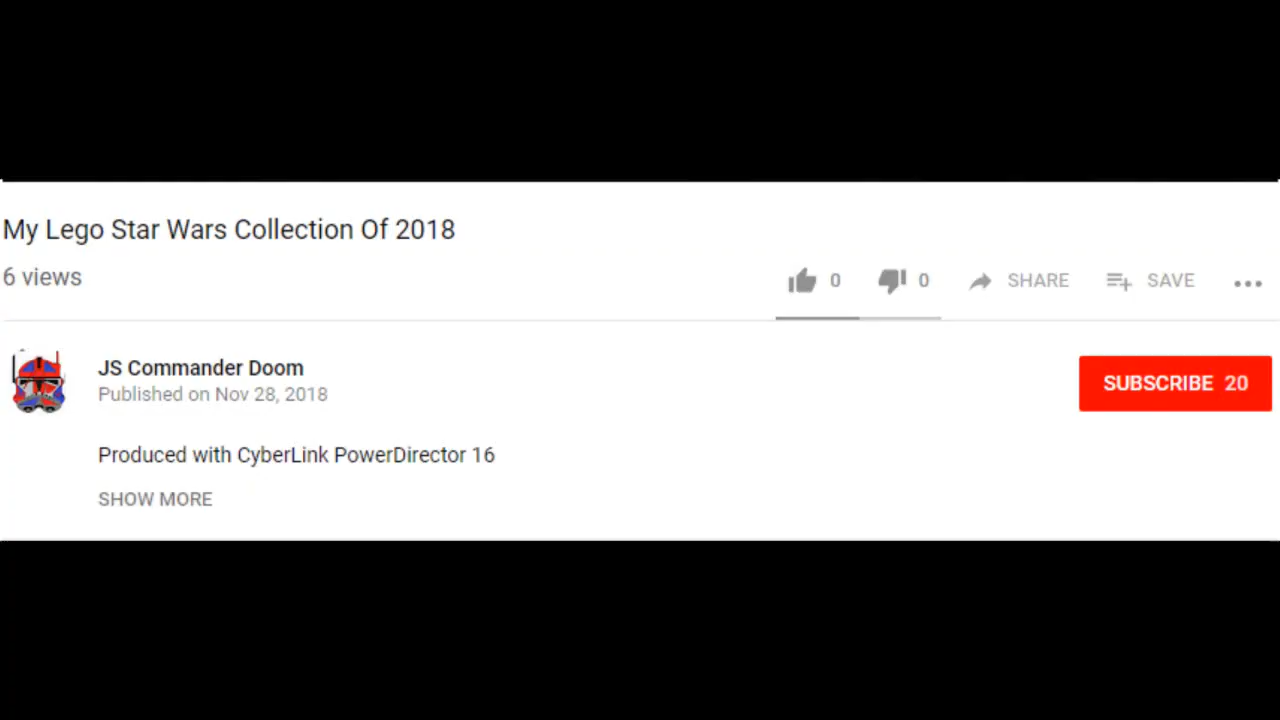 My Lego Star Wars Collection Of 2018
6 views
0 0 SHARE SAVE
JS Commander Doom
Published on Nov 28, 2018
SUBSCRIBE 20
Produced with CyberLink PowerDirector 16
SHOW MORE